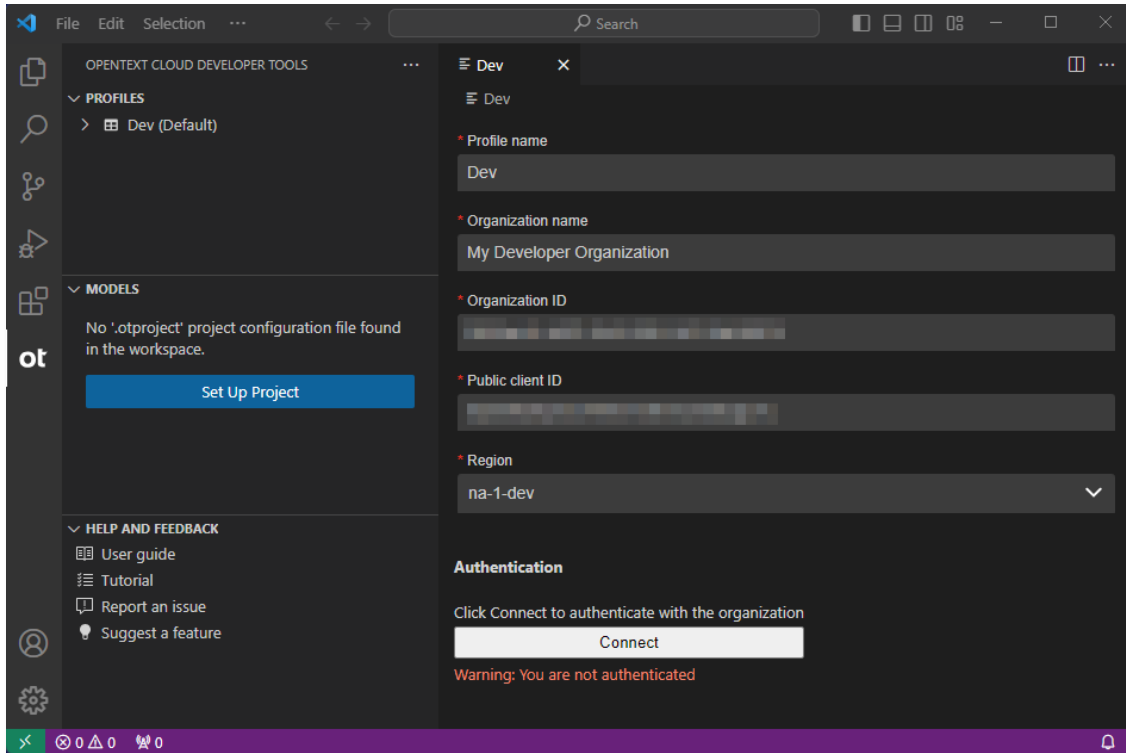 File Edit Selection ··· Search
OPENTEXT CLOUD DEVELOPER TOOLS ···
PROFILES
Dev (Default)
MODELS
No '.otproject' project configuration file found
in the workspace.
Set Up Project
HELP AND FEEDBACK
User guide
Tutorial
Report an issue
Suggest a feature
ot
Dev
Dev
* Profile name
Dev
* Organization name
My Developer Organization
* Organization ID
* Public client ID
* Region
na-1-dev
Authentication
Click Connect to authenticate with the organization
Connect
Warning: You are not authenticated
0 0 0